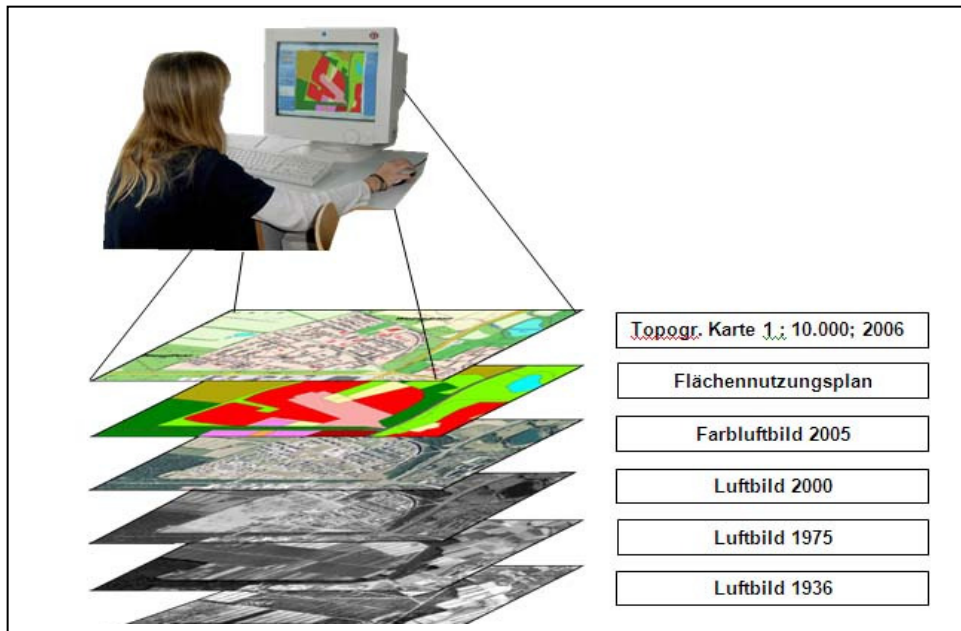 Topogr. Karte 1 : 10.000; 2006
Flächennutzungsplan
Farbluftbild 2005
Luftbild 2000
Luftbild 1975
Luftbild 1936